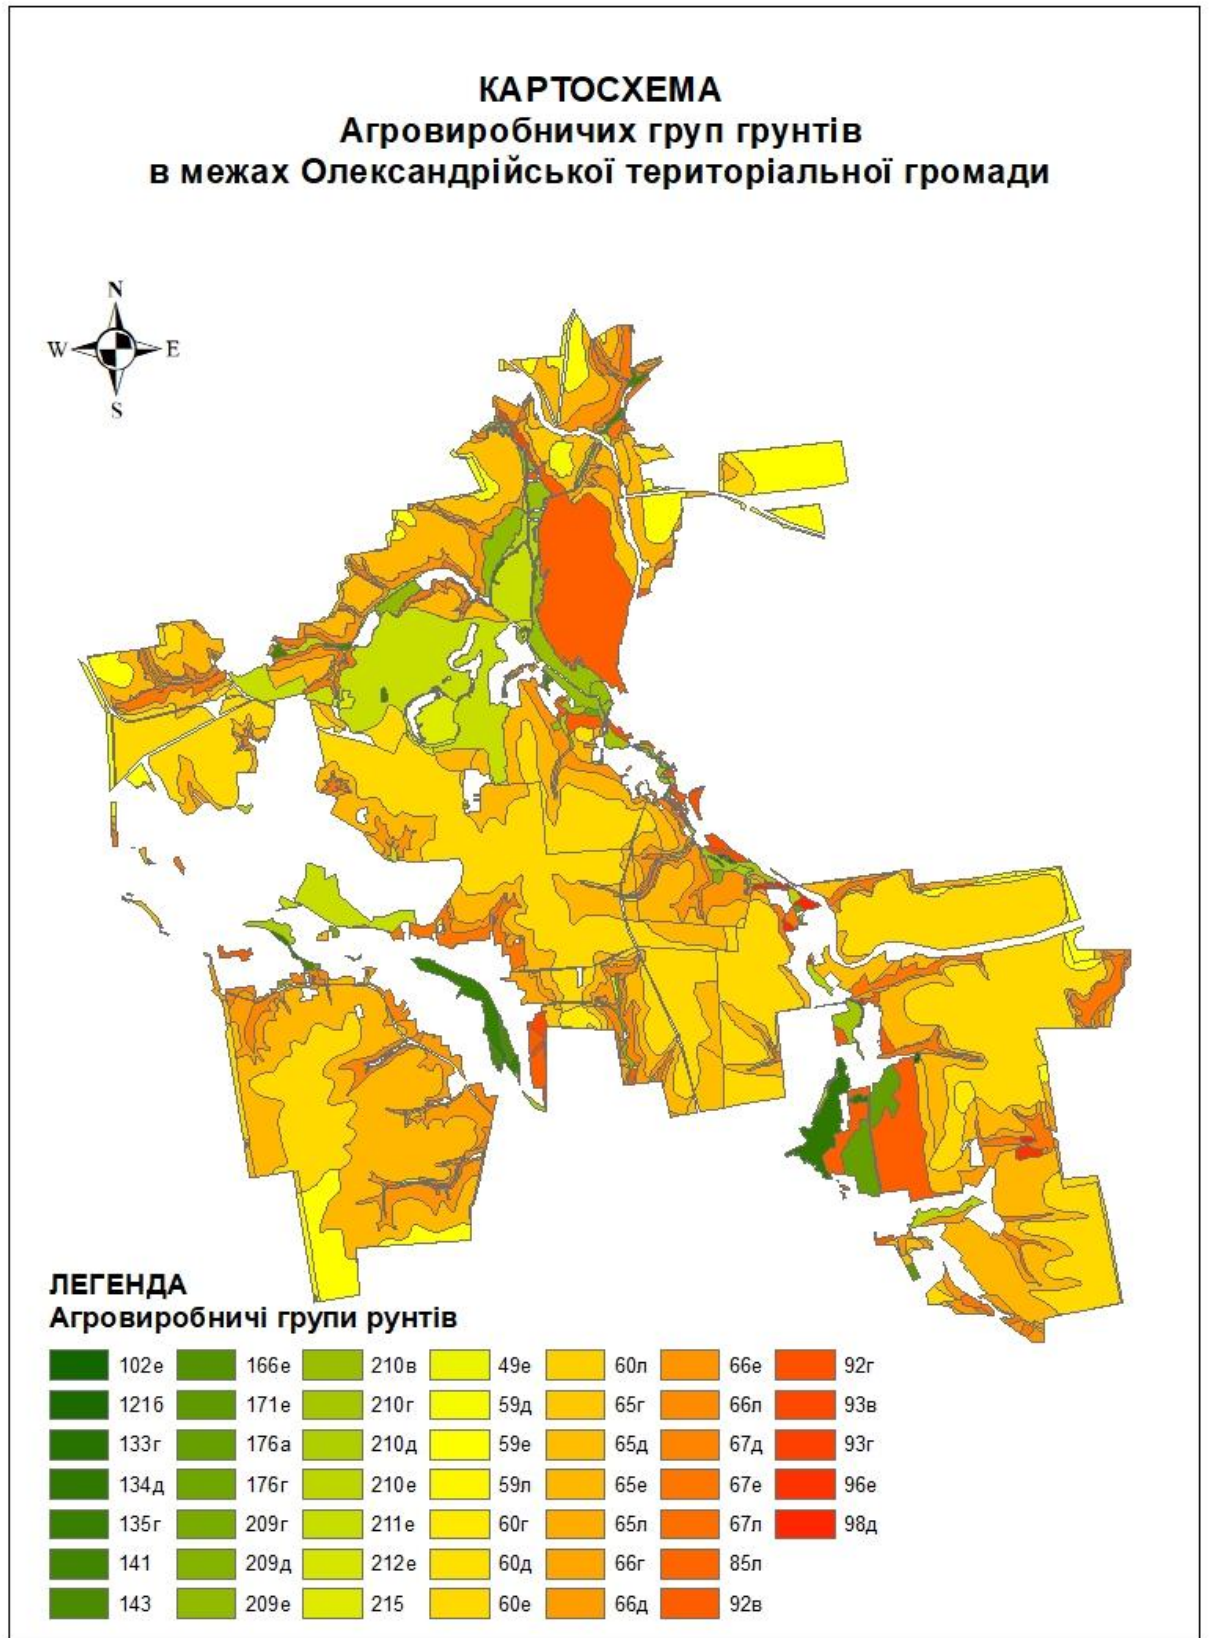 КАРТОСХЕМА
Агровиробничих груп грунтів
в межах Олександрійської територіальної громади
N
W E
S
ЛЕГЕНДА
Агровиробничі групи рунтів
102е 166е 210в 49е 60л 66е 92г
121б 171е 210г 59д 65г 66л 93в
133г 176а 210д 59е 65д 67д 93г
134д 176г 210е 59л 65е 67е 96е
135г 209г 211е 60г 65л 67л 98д
141 209д 212е 60д 66г 85л
143 209е 215 60е 66д 92в